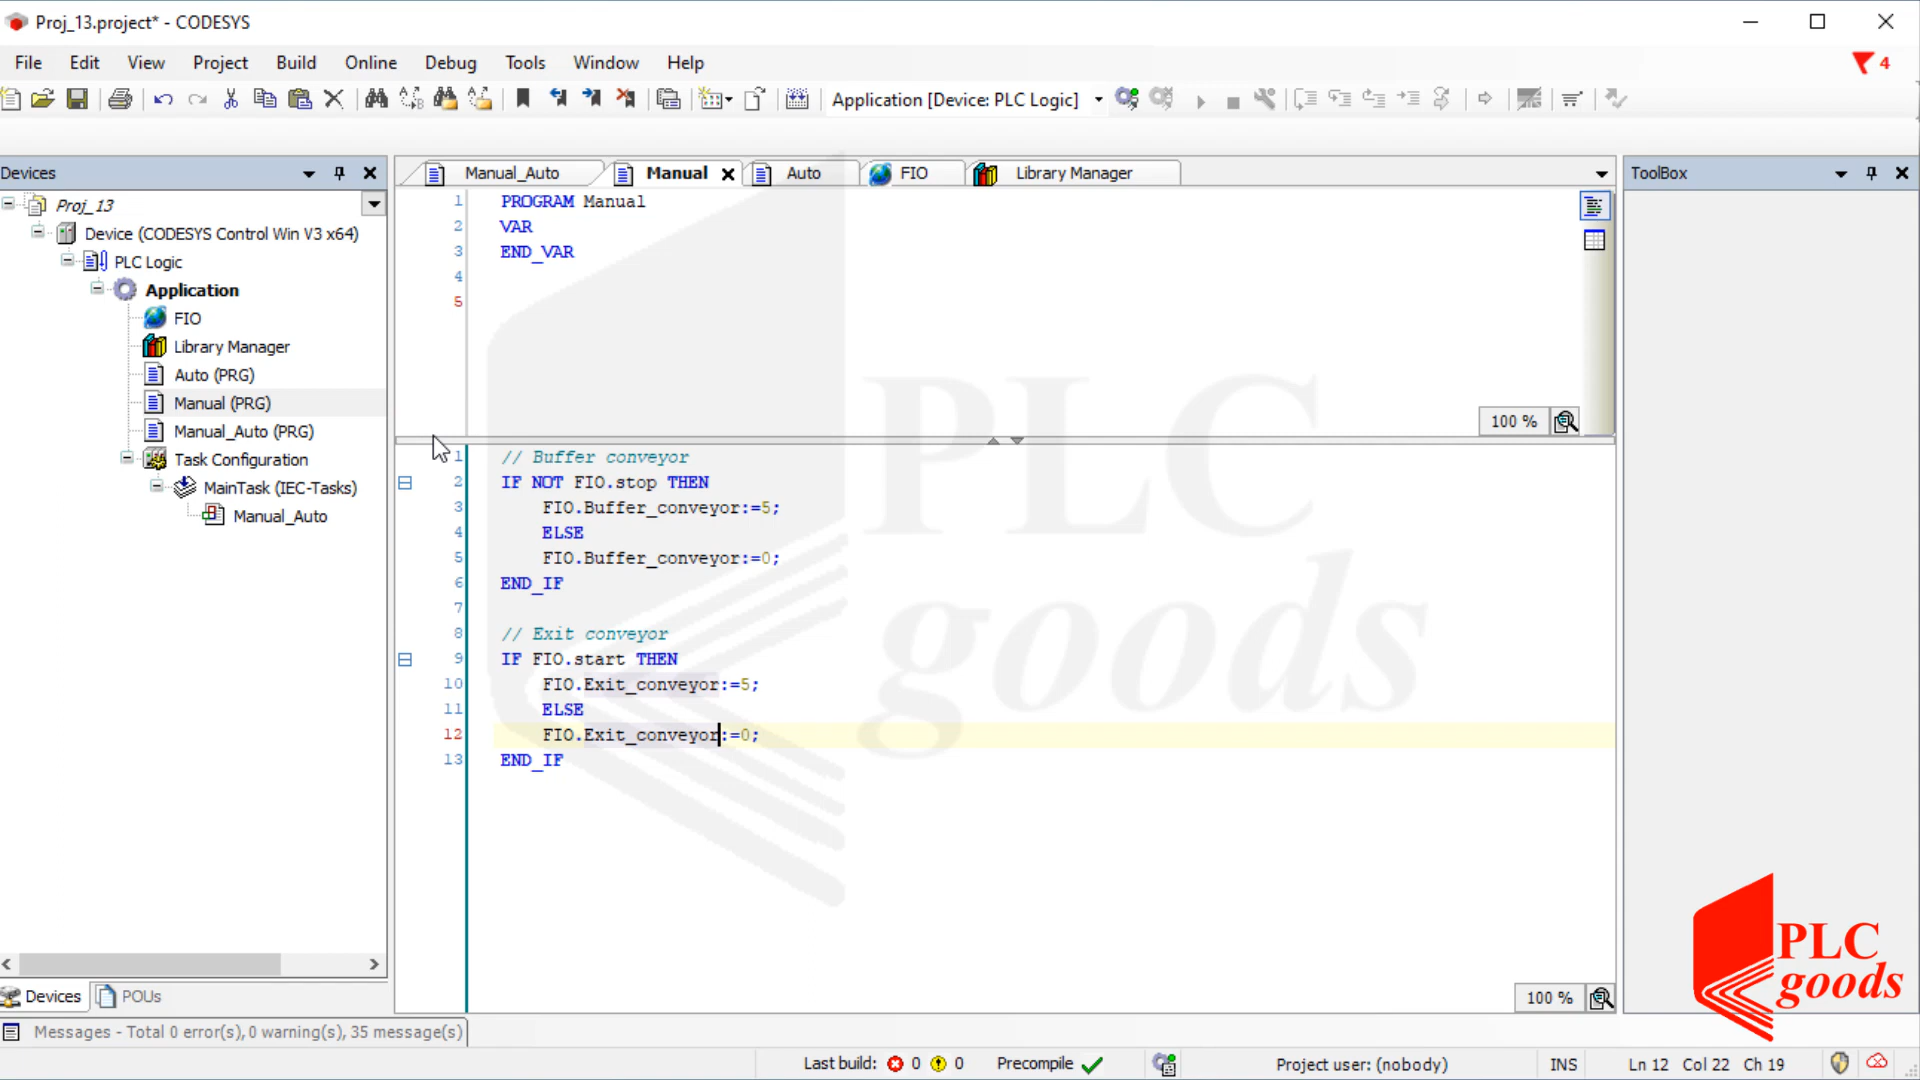 Proj_13.project* - CODESYS
File Edit View Project Build Online Debug Tools Window Help
4
Application [Device: PLC Logic]
Devices
Manual_Auto Manual Auto FIO Library Manager
ToolBox
Proj_13
Device (CODESYS Control Win V3 x64)
PLC Logic
Application
FIO
Library Manager
Auto (PRG)
Manual (PRG)
Manual_Auto (PRG)
Task Configuration
MainTask (IEC-Tasks)
Manual_Auto
1 PROGRAM Manual
2 VAR
3 END_VAR
4
5
100 %
1 // Buffer conveyor
2 IF NOT FIO.stop THEN
3 FIO.Buffer_conveyor:=5;
4 ELSE
5 FIO.Buffer_conveyor:=0;
6 END_IF
7
8 // Exit conveyor
9 IF FIO.start THEN
10 FIO.Exit_conveyor:=5;
11 ELSE
12 FIO.Exit_conveyor:=0;
13 END_IF
PLC
goods
100 %
PLC
goods
Devices POUs
Messages - Total 0 error(s), 0 warning(s), 35 message(s)
Last build: 0 0 Precompile Project user: (nobody) INS Ln 12 Col 22 Ch 19